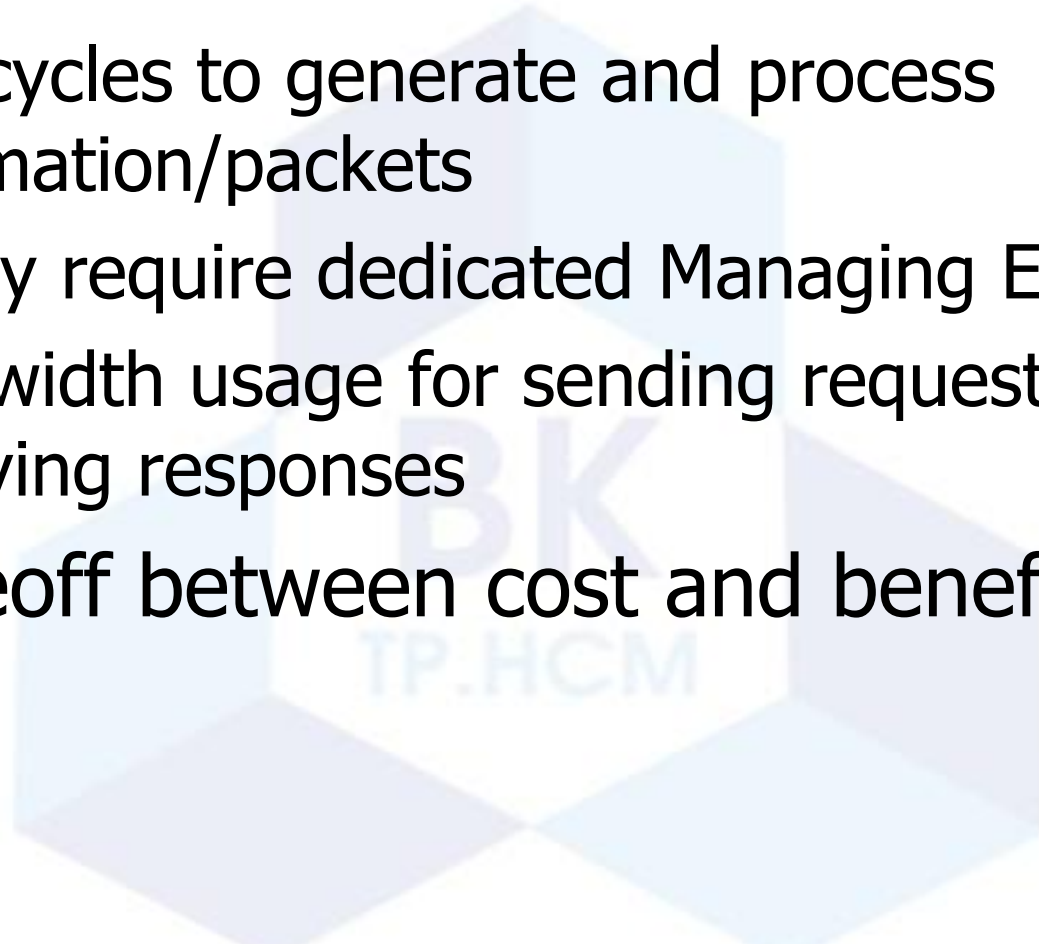 cycles to generate and process
mation/packets
y require dedicated Managing E
width usage for sending request
ving responses
eoff between cost and benef
BK
TP.HCM